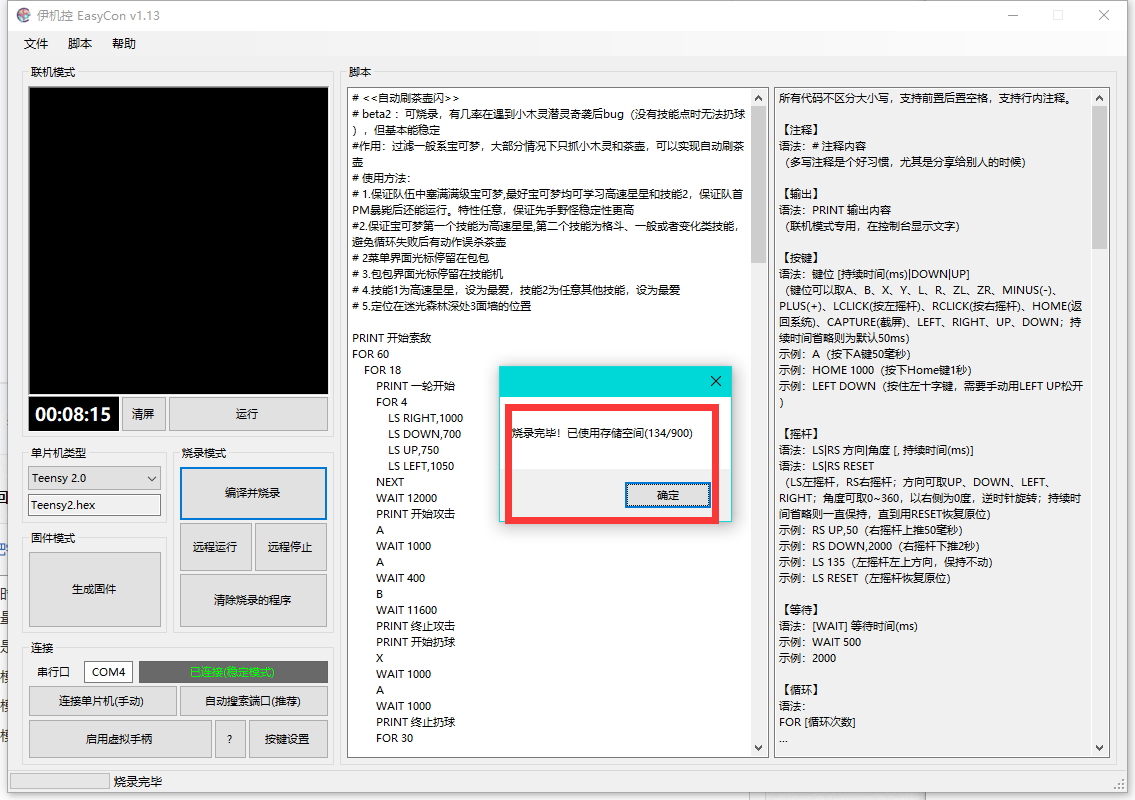 伊机控 EasyCon v1.13
文件 脚本 帮助
联机模式
00:08:15
清屏
运行
单片机类型
Teensy 2.0
Teensy2.hex
烧录模式
编译并烧录
远程运行
远程停止
清除烧录的程序
固件模式
生成固件
连接
串行口
COM4
已连接(稳定模式)
连接单片机(手动)
自动搜索端口(推荐)
启用虚拟手柄
?
按键设置
烧录完毕
脚本
# <<自动刷茶壶闪>>
# beta2 ：可烧录，有几率在遇到小木灵潜灵奇袭后bug（没有技能点时无法扔球
），但基本能稳定
#作用：过滤一般系宝可梦，大部分情况下只抓小木灵和茶壶，可以实现自动刷茶
壶
# 使用方法:
# 1.保证队伍中塞满满级宝可梦,最好宝可梦均可学习高速星星和技能2，保证队首
PM暴毙后还能运行。特性任意，保证先手野怪稳定性更高
#2.保证宝可梦第一个技能为高速星星,第二个技能为格斗、一般或者变化类技能，
避免循环失败后有动作误杀茶壶
# 2菜单界面光标停留在包包
# 3.包包界面光标停留在技能机
# 4.技能1为高速星星，设为最爱，技能2为任意其他技能，设为最爱
# 5.定位在迷光森林深处3面墙的位置
PRINT 开始索敌
FOR 60
FOR 18
PRINT 一轮开始
FOR 4
LS RIGHT,1000
LS DOWN,700
LS UP,750
LS LEFT,1050
NEXT
WAIT 12000
PRINT 开始攻击
A
WAIT 1000
A
WAIT 400
B
WAIT 11600
PRINT 终止攻击
PRINT 开始扔球
X
WAIT 1000
A
WAIT 1000
PRINT 终止扔球
FOR 30
烧录完毕！已使用存储空间(134/900)
确定
所有代码不区分大小写，支持前置后置空格，支持行内注释。
【注释】
语法：# 注释内容
（多写注释是个好习惯，尤其是分享给别人的时候）
【输出】
语法：PRINT 输出内容
（联机模式专用，在控制台显示文字）
【按键】
语法：键位 [持续时间(ms)|DOWN|UP]
（键位可以取A、B、X、Y、L、R、ZL、ZR、MINUS(-)、
PLUS(+)、LCLICK(按左摇杆)、RCLICK(按右摇杆)、HOME(返
回系统)、CAPTURE(截屏)、LEFT、RIGHT、UP、DOWN；持
续时间省略则为默认50ms）
示例：A（按下A键50毫秒）
示例：HOME 1000（按下Home键1秒）
示例：LEFT DOWN（按住左十字键，需要手动用LEFT UP松开
）
【摇杆】
语法：LS|RS 方向|角度 [, 持续时间(ms)]
语法：LS|RS RESET
（LS左摇杆，RS右摇杆；方向可取UP、DOWN、LEFT、
RIGHT；角度可取0~360，以右侧为0度，逆时针旋转；持续时
间省略则一直保持，直到用RESET恢复原位）
示例：RS UP,50（右摇杆上推50毫秒）
示例：RS DOWN,2000（右摇杆下推2秒）
示例：LS 135（左摇杆左上方向，保持不动）
示例：LS RESET（左摇杆恢复原位）
【等待】
语法：[WAIT] 等待时间(ms)
示例：WAIT 500
示例：2000
【循环】
语法：
FOR [循环次数]
...